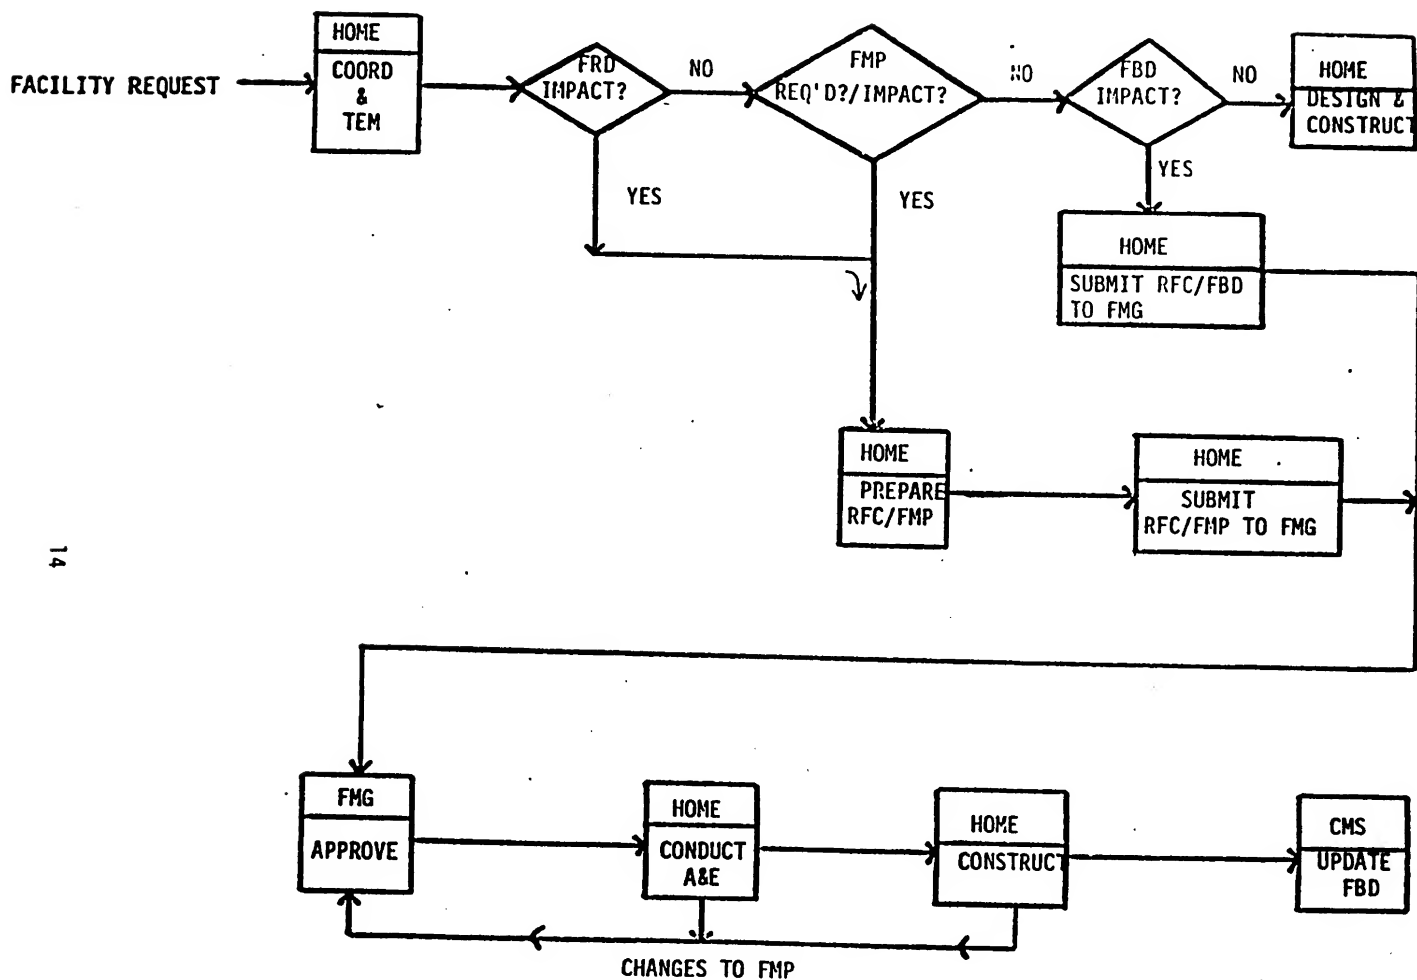 HOME
FACILITY REQUEST
COORD
&
TEM
FRD
IMPACT?
NO
FMP
REQ'D?/IMPACT?
NO
FBD
IMPACT?
NO
HOME
DESIGN &
CONSTRUCT
YES
YES
YES
HOME
SUBMIT RFC/FBD
TO FMG
HOME
PREPARE
RFC/FMP
HOME
SUBMIT
RFC/FMP TO FMG
14
FMG
APPROVE
HOME
CONDUCT
A&E
HOME
CONSTRUCT
CMS
UPDATE
FBD
CHANGES TO FMP